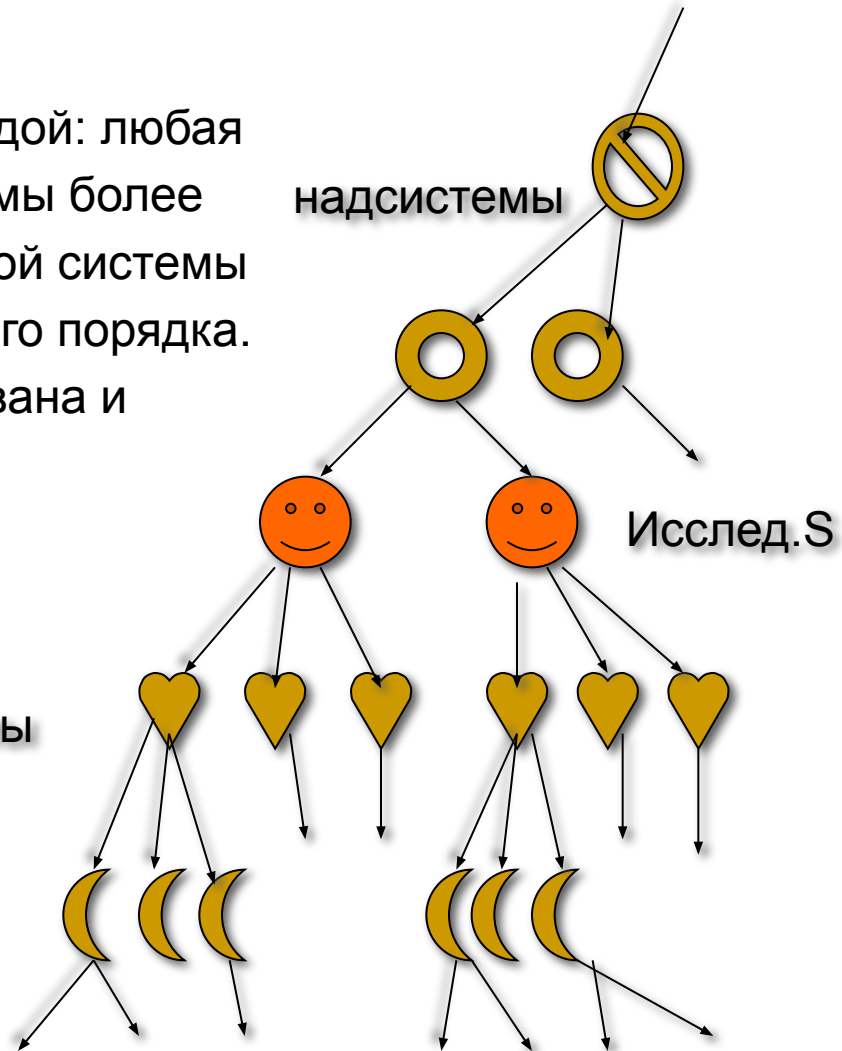 дой: любая
мы более
ой системы
го порядка.
вана и
надсистемы
Исслед.S
ы